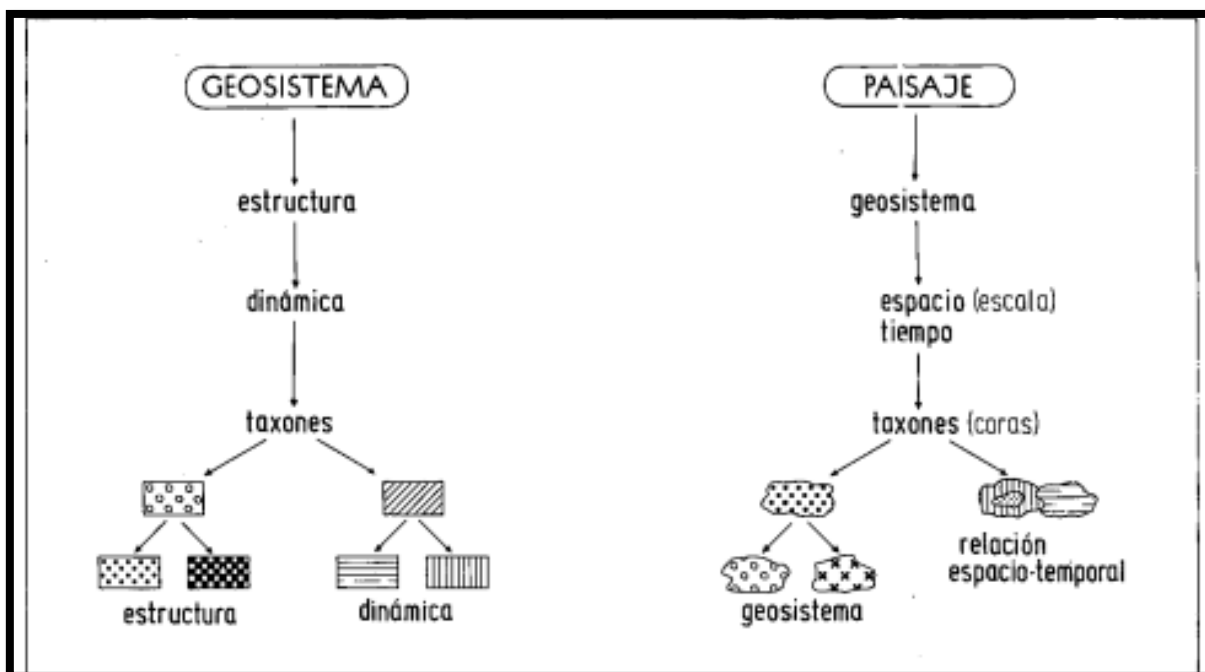 GEOSISTEMA
estructura
dinámica
taxones
estructura
dinámica
PAISAJE
geosistema
espacio (escala)
tiempo
taxones (caras)
geosistema
relación
espacio-temporal